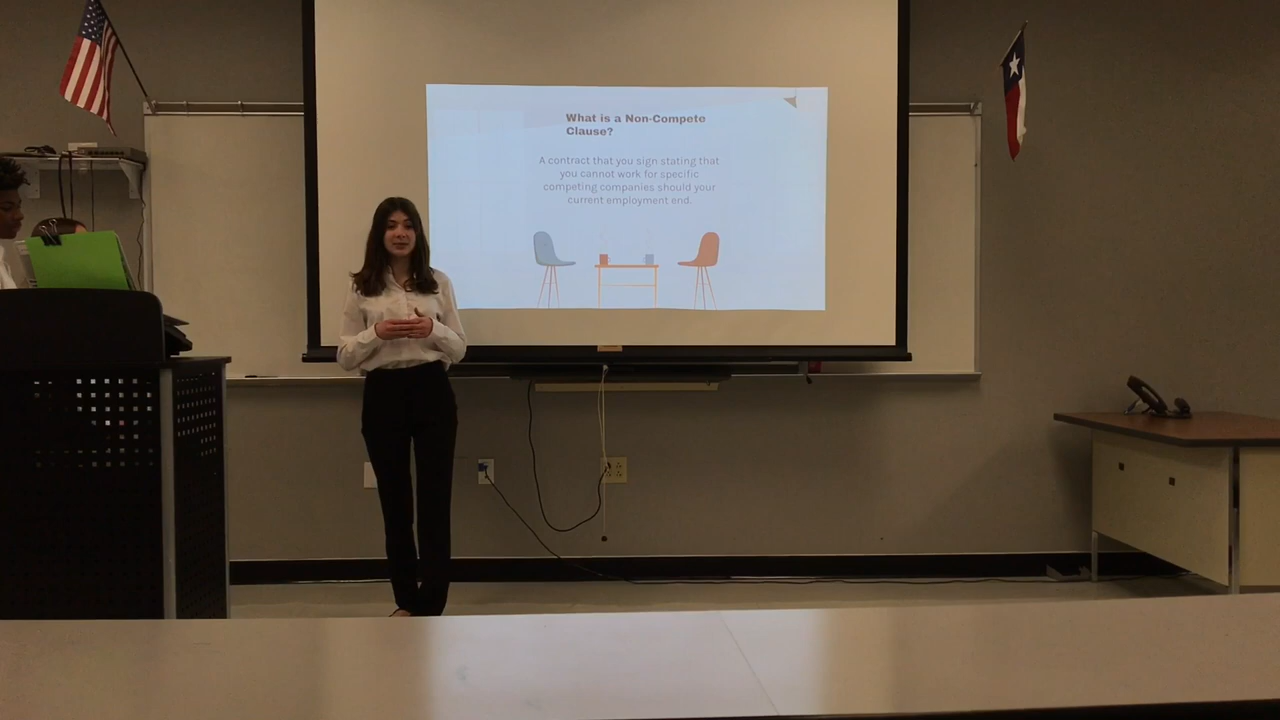 What is a Non-Compete
Clause?
A contract that you sign stating that
you cannot work for specific
competing companies should your
current employment end.